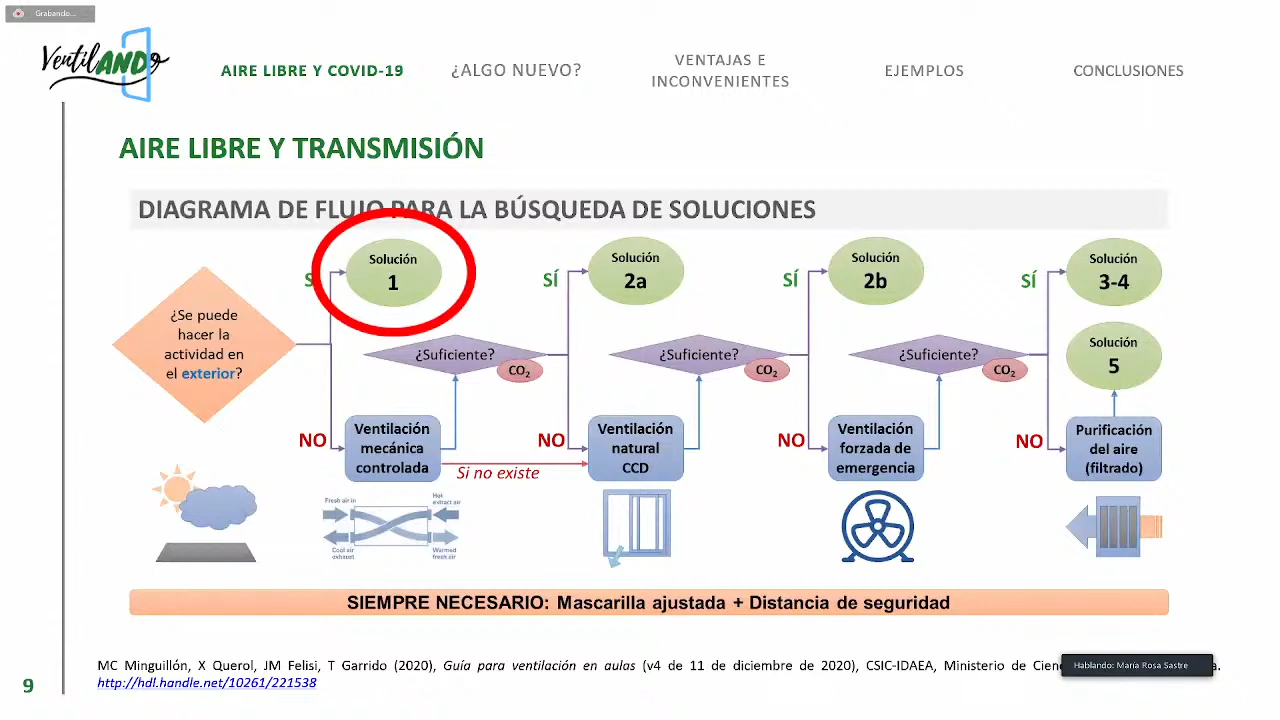 Grabando...
VentilANDo
AIRE LIBRE Y COVID-19
¿ALGO NUEVO?
VENTAJAS E
INCONVENIENTES
EJEMPLOS
CONCLUSIONES
AIRE LIBRE Y TRANSMISIÓN
DIAGRAMA DE FLUJO PARA LA BÚSQUEDA DE SOLUCIONES
¿Se puede
hacer la
actividad en
el exterior?
Solución
1
NO
Ventilación
mecánica
controlada
¿Suficiente?
CO2
Si no existe
SÍ
Solución
2a
NO
Ventilación
natural
CCD
¿Suficiente?
CO2
SÍ
Solución
2b
NO
Ventilación
forzada de
emergencia
¿Suficiente?
CO2
SÍ
Solución
3-4
Solución
5
NO
Purificación
del aire
(filtrado)
Fresh air in
Hot
extract air
Cool air
exhaust
Warmed
fresh air
SIEMPRE NECESARIO: Mascarilla ajustada + Distancia de seguridad
MC Minguillón, X Querol, JM Felisi, T Garrido (2020), Guía para ventilación en aulas (v4 de 11 de diciembre de 2020), CSIC-IDAEA, Ministerio de
http://hdl.handle.net/10261/221538
Hablando: María Rosa Sastre
9